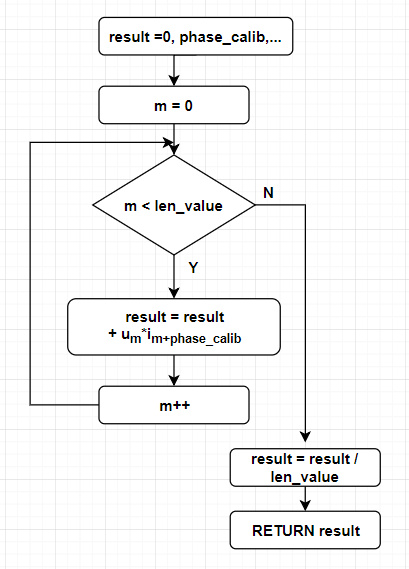 result =0, phase_calib,...
m = 0
m < len_value
N
Y
result = result
+ um*im+phase_calib
m++
result = result /
len_value
RETURN result